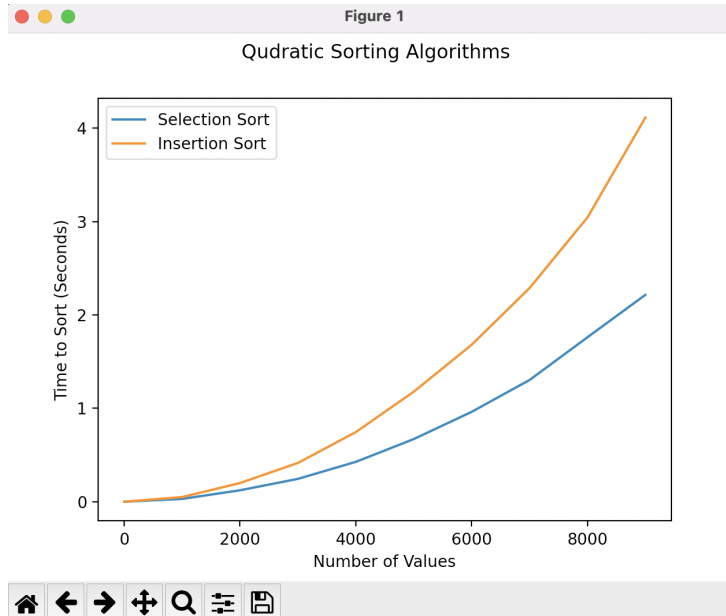 Figure 1
Qudratic Sorting Algorithms
Selection Sort
Insertion Sort
4
3
2
1
0
Time to Sort (Seconds)
0 2000 4000 6000 8000
Number of Values